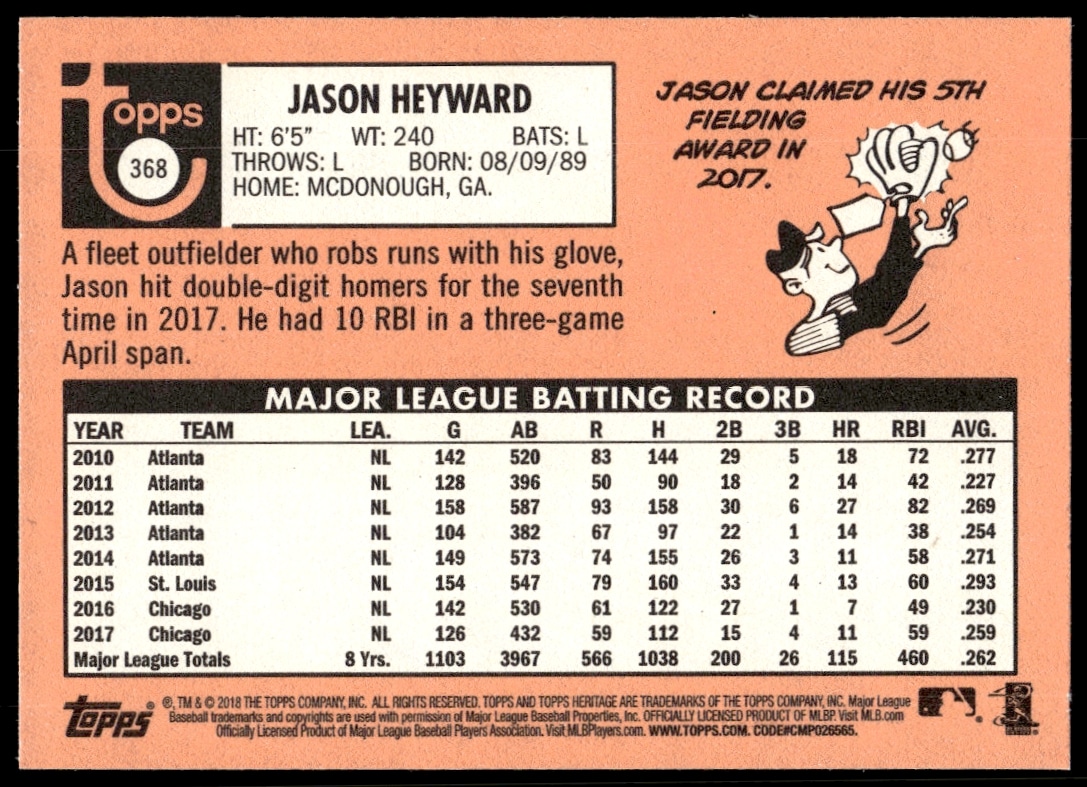 Topps
368
JASON HEYWARD
HT: 6'5" WT: 240 BATS: L
THROWS: L BORN: 08/09/89
HOME: MCDONOUGH, GA.
JASON CLAIMED HIS 5TH
FIELDING
AWARD IN
2017.
A fleet outfielder who robs runs with his glove,
Jason hit double-digit homers for the seventh
time in 2017. He had 10 RBI in a three-game
April span.
MAJOR LEAGUE BATTING RECORD
YEAR TEAM LEA. G AB R H 2B 3B HR RBI AVG.
2010 Atlanta NL 142 520 83 144 29 5 18 72 .277
2011 Atlanta NL 128 396 50 90 18 2 14 42 .227
2012 Atlanta NL 158 587 93 158 30 6 27 82 .269
2013 Atlanta NL 104 382 67 97 22 1 14 38 .254
2014 Atlanta NL 149 573 74 155 26 3 11 58 .271
2015 St. Louis NL 154 547 79 160 33 4 13 60 .293
2016 Chicago NL 142 530 61 122 27 1 7 49 .230
2017 Chicago NL 126 432 59 112 15 4 11 59 .259
Major League Totals 8 Yrs. 1103 3967 566 1038 200 26 115 460 .262
Topps ® ®, TM & © 2018 THE TOPPS COMPANY, INC. ALL RIGHTS RESERVED. TOPPS AND TOPPS HERITAGE ARE TRADEMARKS OF THE TOPPS COMPANY, INC. Major League
Baseball trademarks and copyrights are used with permission of Major League Baseball Properties, Inc. OFFICIALLY LICENSED PRODUCT OF MLBP. Visit MLB.com
Officially Licensed Product of Major League Baseball Players Association. Visit MLBPlayers.com. WWW.TOPPS.COM. CODE#CMP026565.